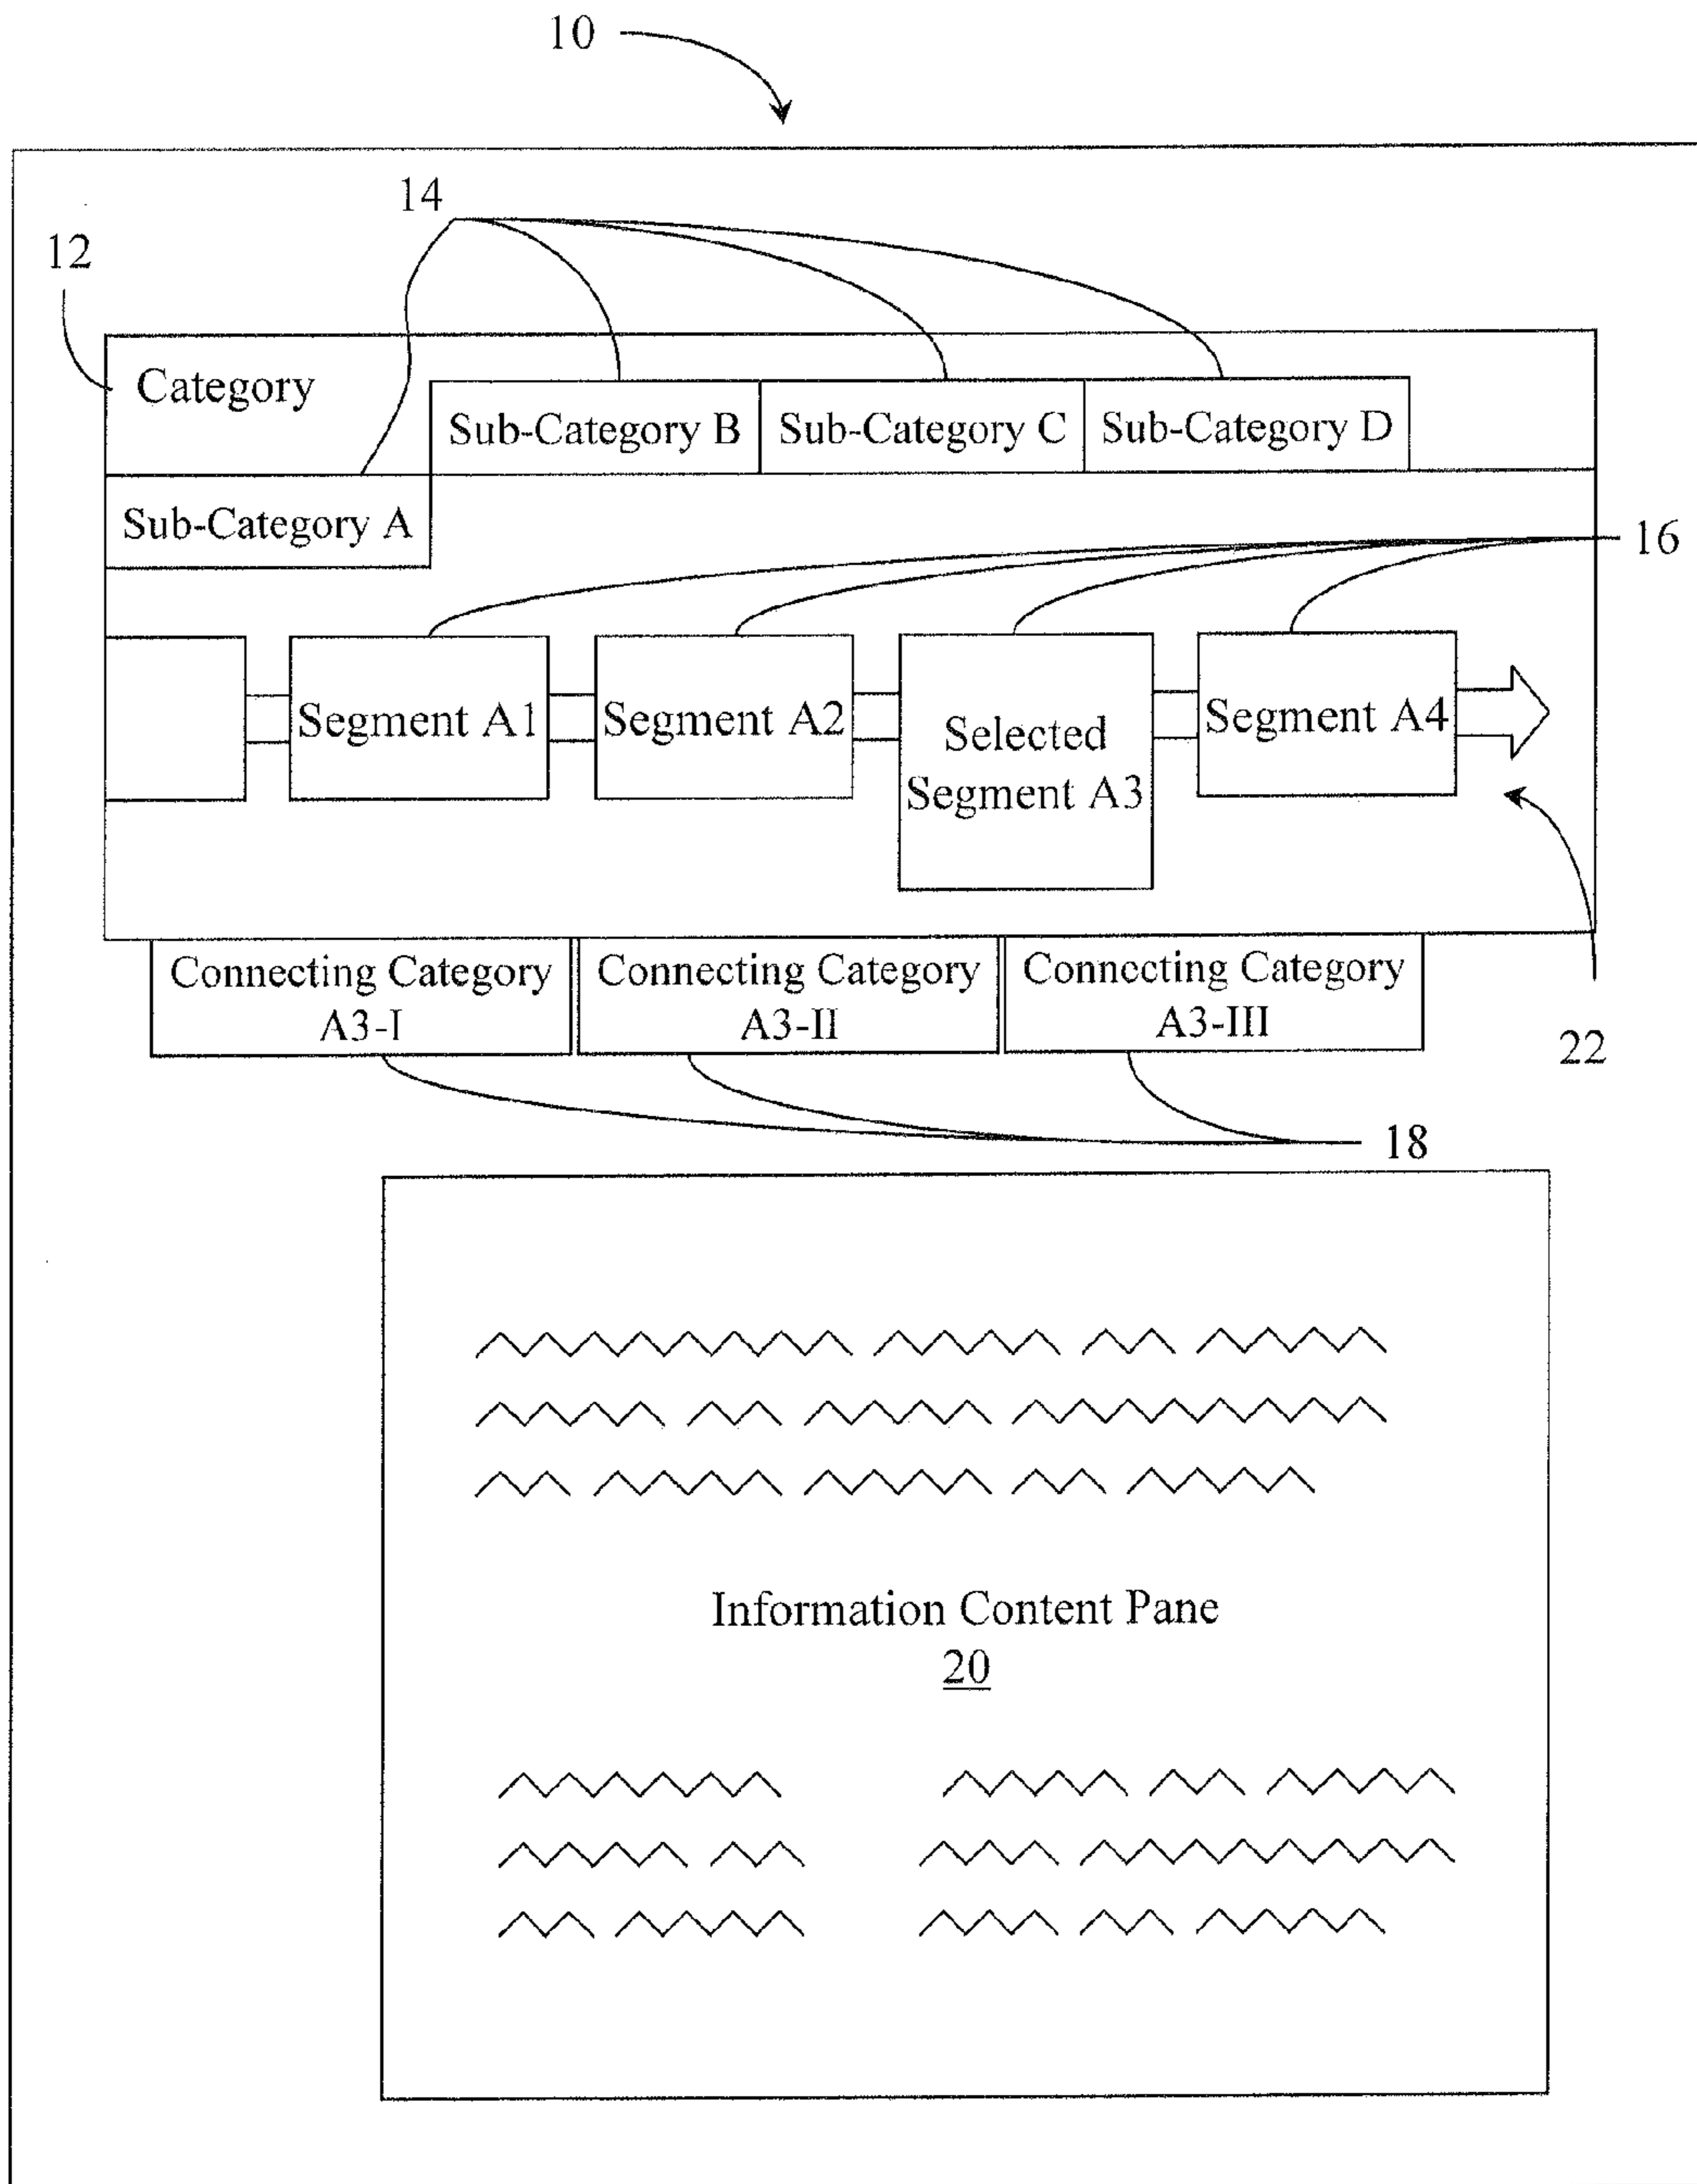 10
14
12
Category
Sub-Category B
Sub-Category C
Sub-Category D
Sub-Category A
16
Segment A1
Segment A2
Selected
Segment A3
Segment A4
Connecting Category
A3-I
Connecting Category
A3-II
Connecting Category
A3-III
22
18
Information Content Pane
20